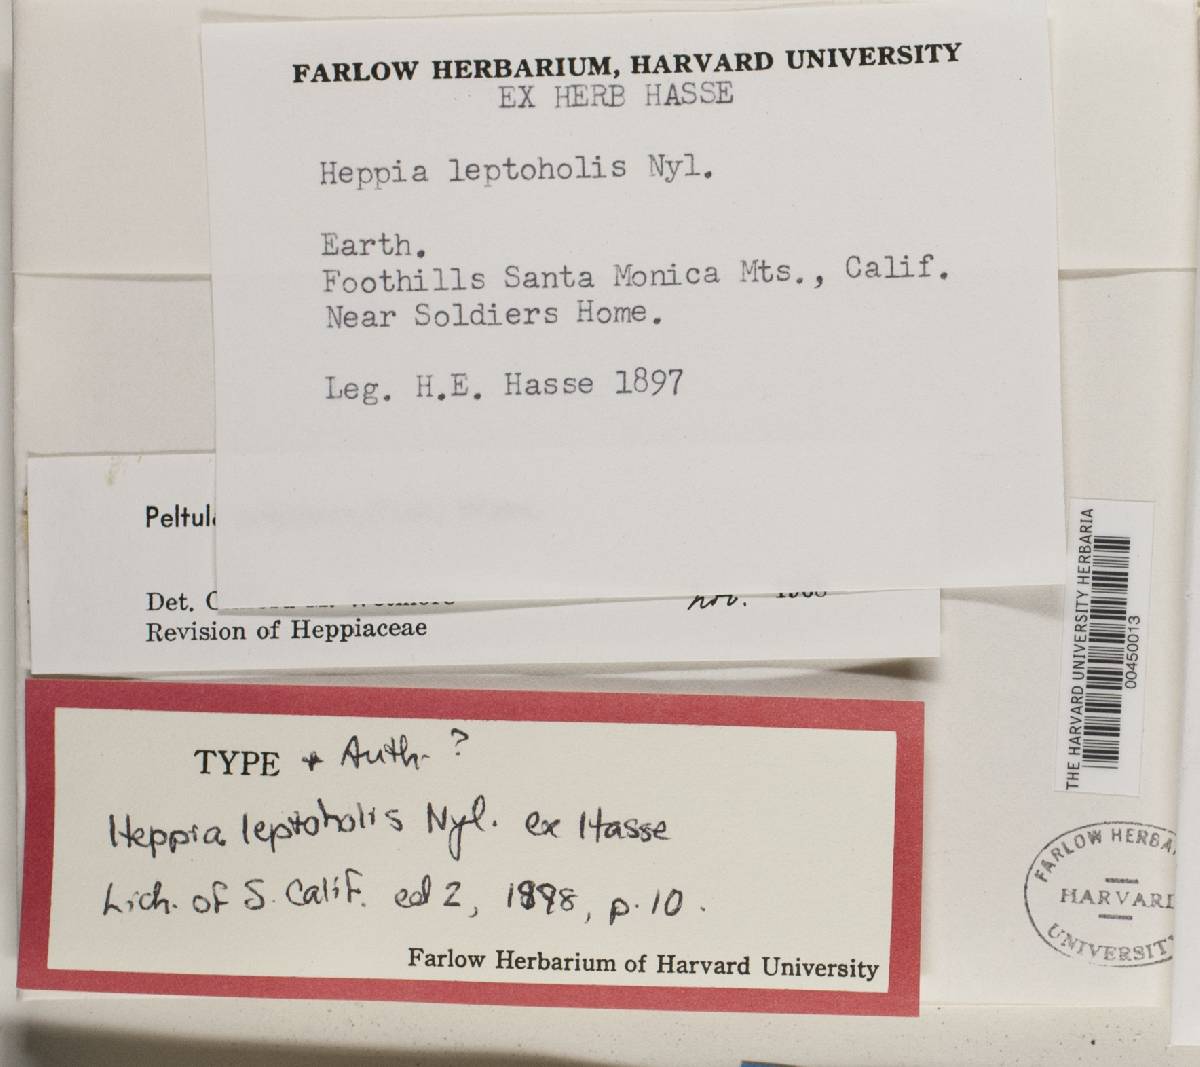 FARLOW HERBARIUM, HARVARD UNIVERSITY
EX HERB HASSE
Heppia leptoholis Nyl.
Earth.
Foothills Santa Monica Mts., Calif.
Near Soldiers Home.
Leg. H.E. Hasse 1897
Det.
nov.
Revision of Heppiaceae
TYPE + Auth. ?
Heppia leptoholis Nyl. ex Hasse
Lich. of S. Calif. ed 2, 1898, p. 10.
Farlow Herbarium of Harvard University
THE HARVARD UNIVERSITY HERBARIA
00450013
FARLOW
HARVARD
UNIVERSITY